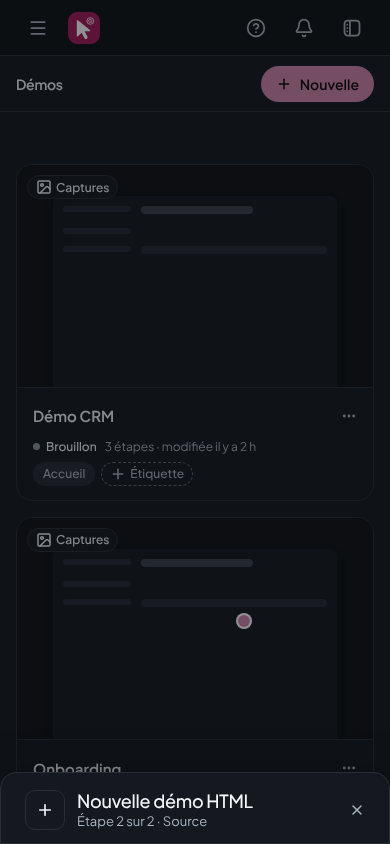 Démos
Nouvelle
Captures
Démo CRM
Brouillon 3 étapes · modifiée il y a 2 h
Accueil
Étiquette
Captures
Onboarding
Nouvelle démo HTML
Étape 2 sur 2 · Source